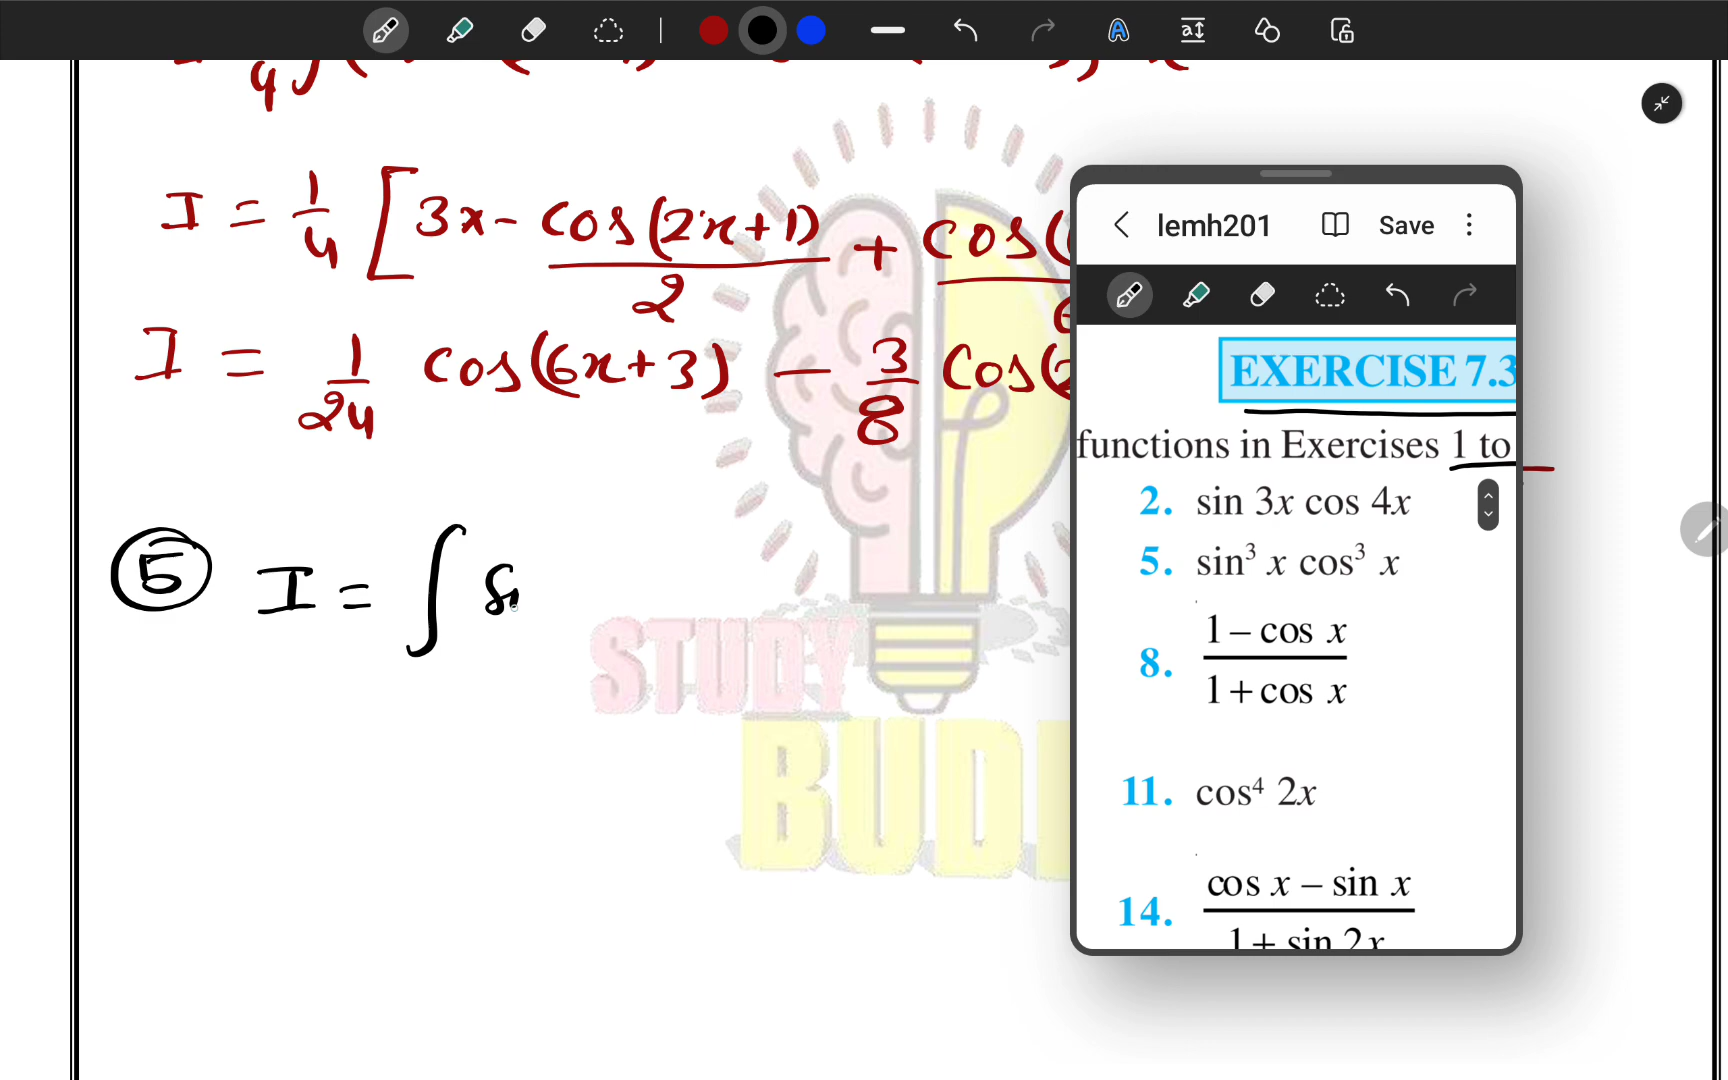 I = 1/4 [3x - cos(2x+1)/2 + cos(
I = 1/24 cos(6x+3) - 3/8 cos(2
5 I = ∫ si
STUDY
BUD
lemh201 Save
EXERCISE 7.3
functions in Exercises 1 to
2. sin 3x cos 4x
5. sin³ x cos³ x
8. 1 – cos x
1 + cos x
11. cos⁴ 2x
14. cos x – sin x
1 + sin 2x